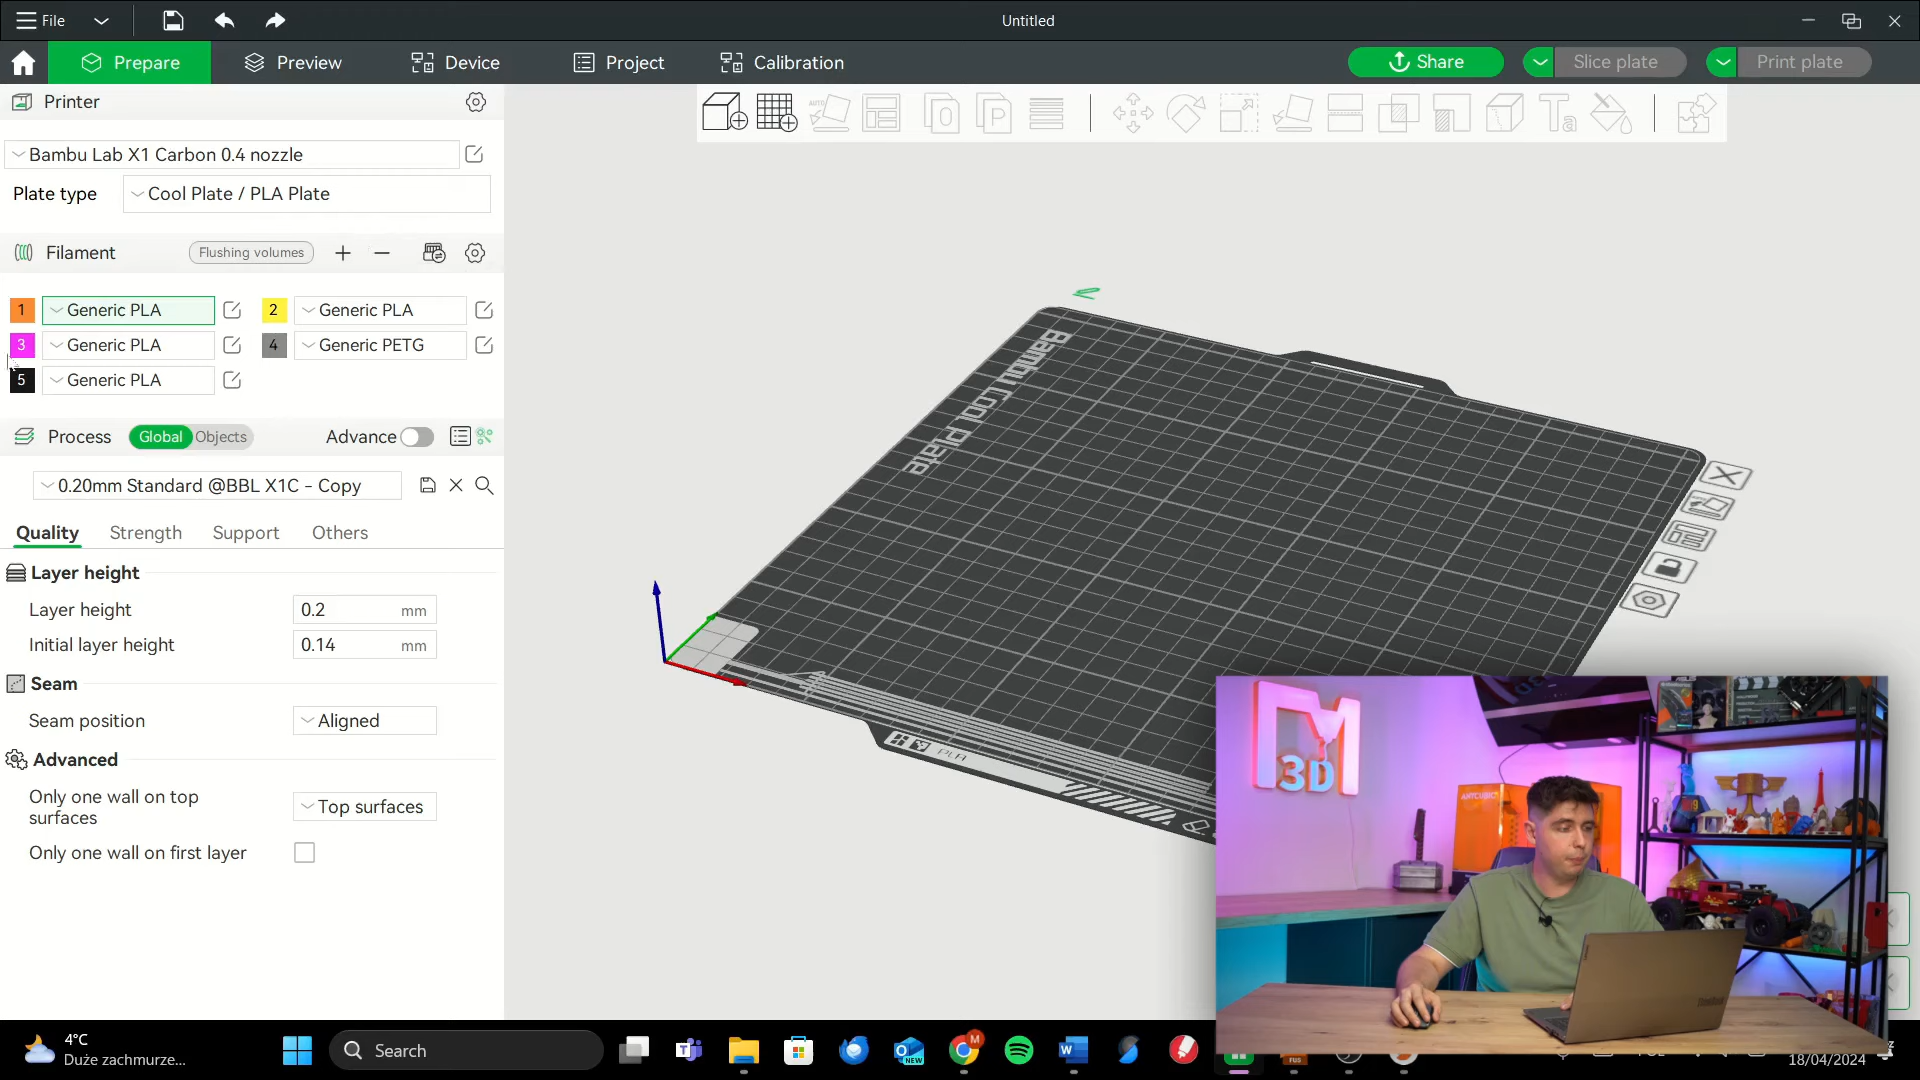 File
Untitled
Prepare
Preview
Device
Project
Calibration
Share
Slice plate
Print plate
Printer
Bambu Lab X1 Carbon 0.4 nozzle
Plate type
Cool Plate / PLA Plate
Filament
Flushing volumes
1 Generic PLA
2 Generic PLA
3 Generic PLA
4 Generic PETG
5 Generic PLA
Process
Global
Objects
Advance
0.20mm Standard @BBL X1C - Copy
Quality
Strength
Support
Others
Layer height
Layer height
0.2 mm
Initial layer height
0.14 mm
Seam
Seam position
Aligned
Advanced
Only one wall on top
surfaces
Top surfaces
Only one wall on first layer
Bambu Cool Plate
PLA
M
3D
ANYCUBIC
4°C
Duże zachmurze...
Search
NEW
M
18/04/2024